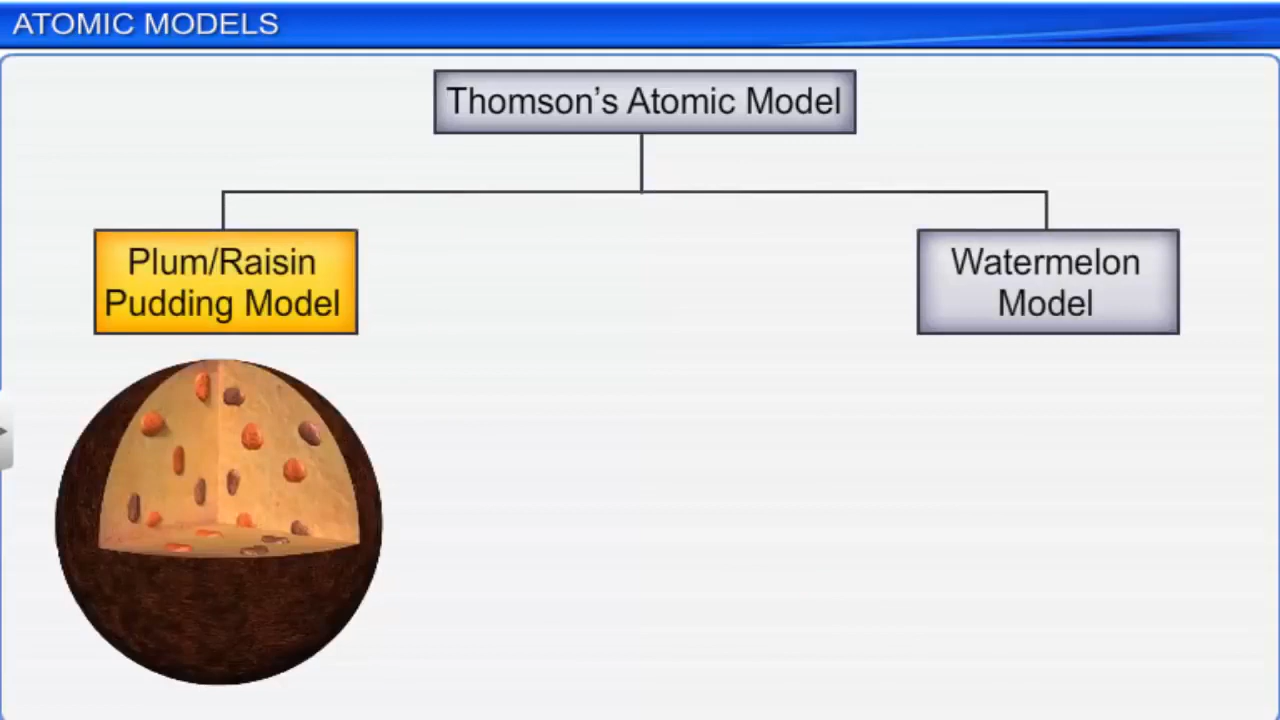 ATOMIC MODELS
Thomson's Atomic Model
Plum/Raisin
Pudding Model
Watermelon
Model